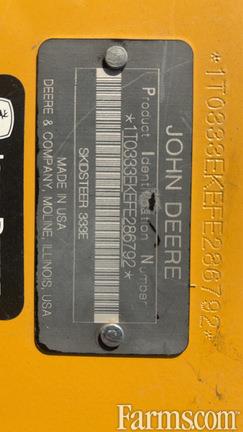 JOHN DEERE
Product Identification Number
*1T0333EKEFE286792*
SKIDSTEER 333E
MADE IN USA
DEERE & COMPANY, MOLINE, ILLINOIS, USA
*1T0333EKEFE286792*
Farms.com®